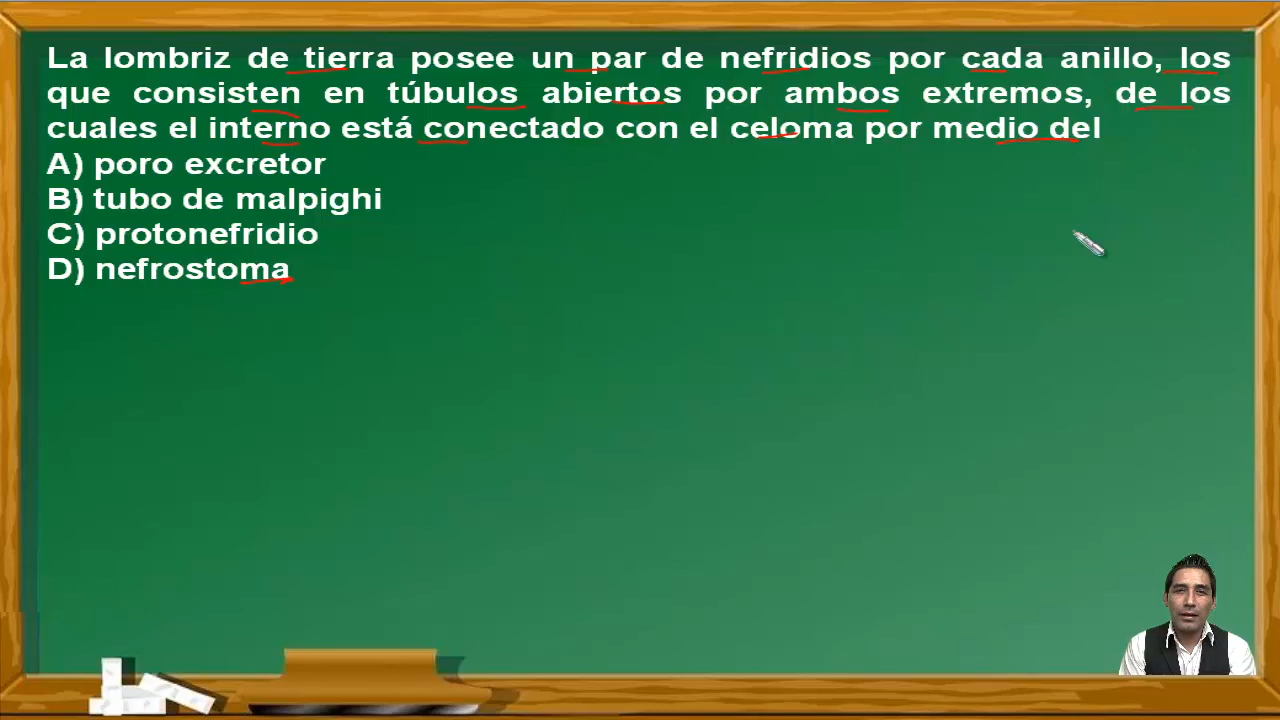 La lombriz de tierra posee un par de nefridios por cada anillo, los
que consisten en túbulos abiertos por ambos extremos, de los
cuales el interno está conectado con el celoma por medio del
A) poro excretor
B) tubo de malpighi
C) protonefridio
D) nefrostoma